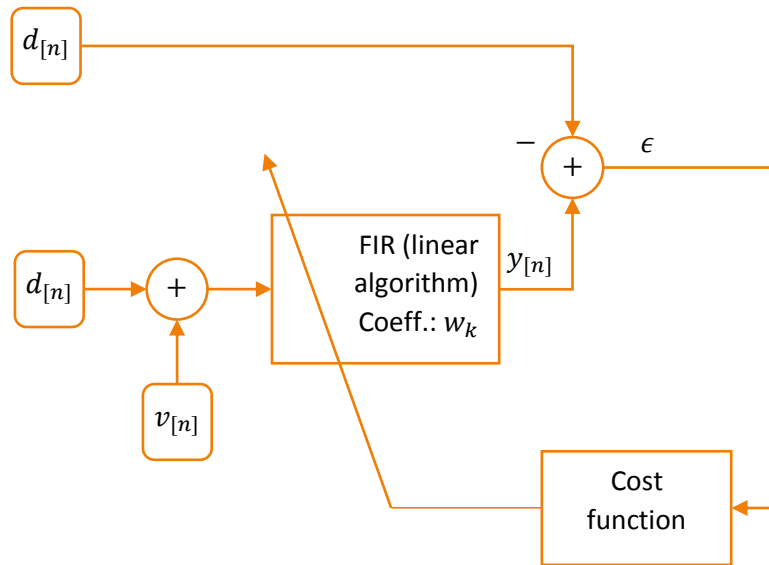 d[n]
−
+
ϵ
FIR (linear
algorithm)
Coeff.: wₖ
y[n]
d[n]
+
v[n]
Cost
function